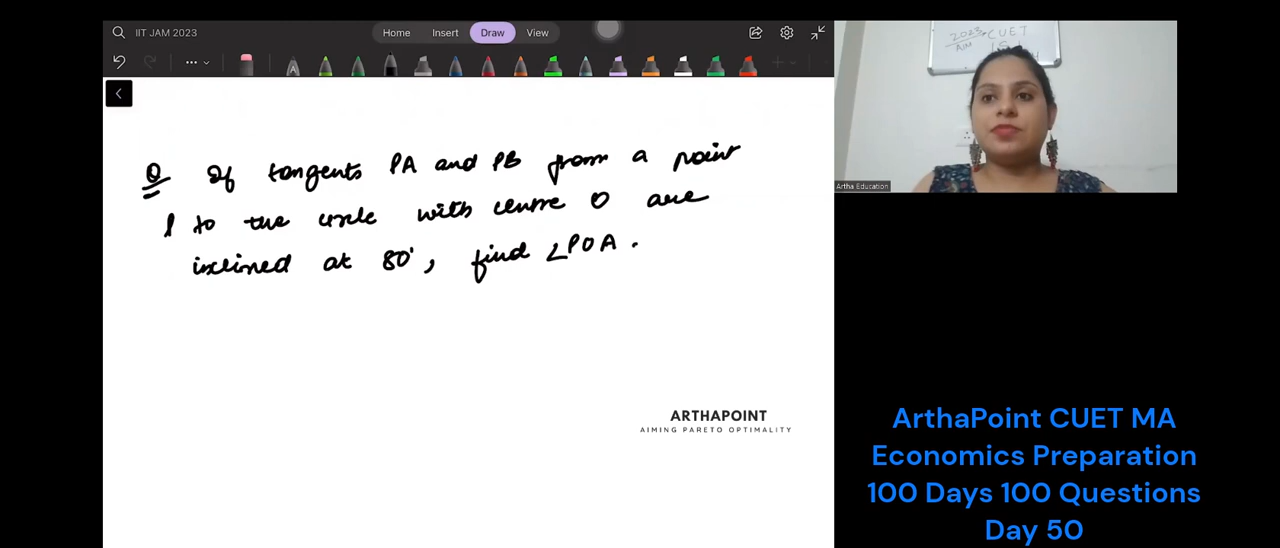 IIT JAM 2023
Home Insert Draw View
2023 CUET
Q If tangents PA and PB from a point
P to the circle with centre O are
inclined at 80°, find ∠POA.
Artha Education
ARTHAPOINT
AIMING PARETO OPTIMALITY
ArthaPoint CUET MA
Economics Preparation
100 Days 100 Questions
Day 50